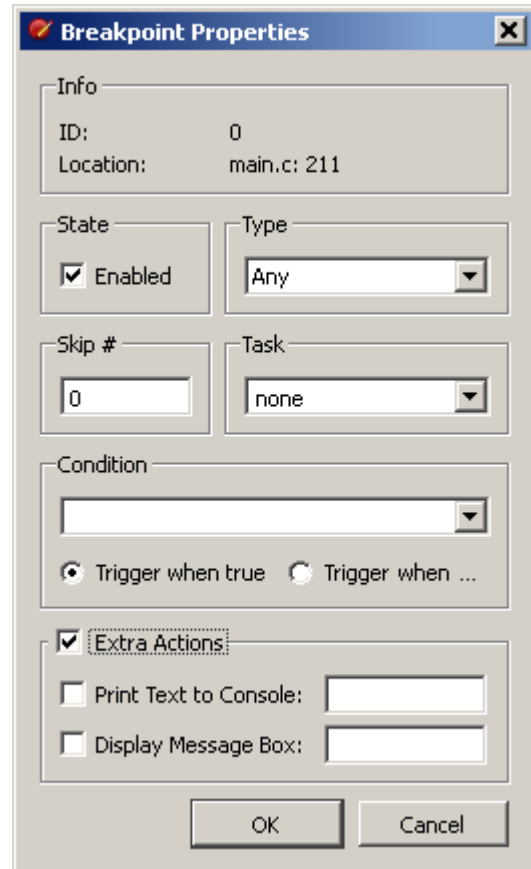 Breakpoint Properties
Info
ID: 0
Location: main.c: 211
State Type
Enabled Any
Skip # Task
0 none
Condition
Trigger when true Trigger when ...
Extra Actions
Print Text to Console:
Display Message Box:
OK Cancel